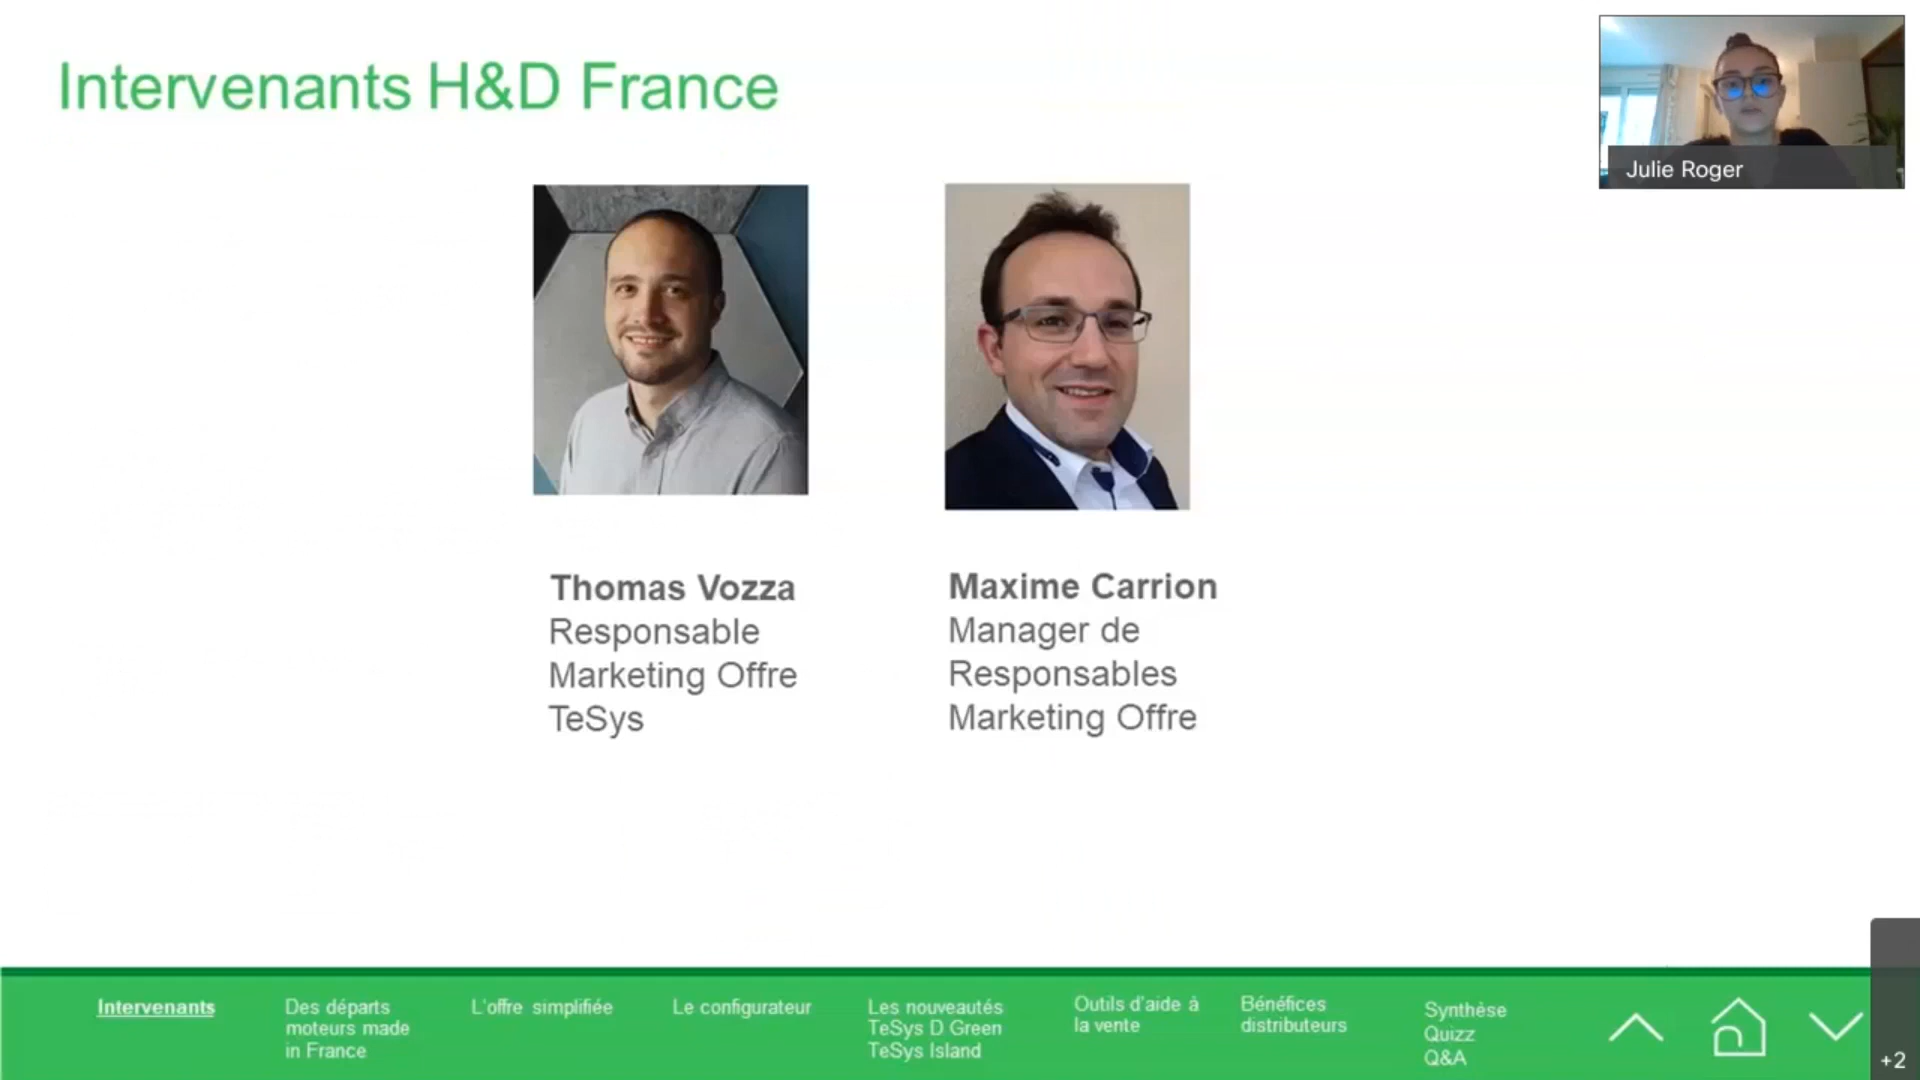 Intervenants H&D France
Julie Roger
Thomas Vozza
Responsable
Marketing Offre
TeSys
Maxime Carrion
Manager de
Responsables
Marketing Offre
Intervenants
Des départs
moteurs made
in France
L'offre simplifiée
Le configurateur
Les nouveautés
TeSys D Green
TeSys Island
Outils d'aide à
la vente
Bénéfices
distributeurs
Synthèse
Quizz
Q&A
+2